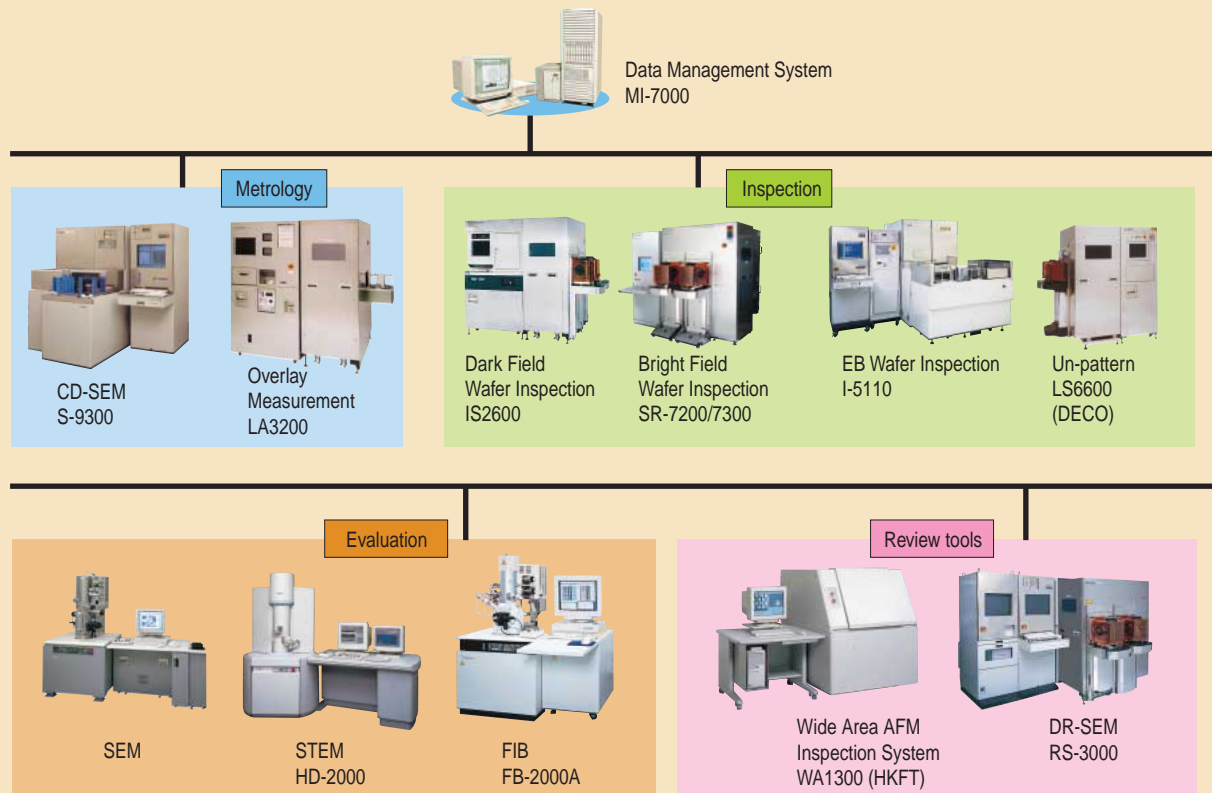 Data Management System
MI-7000
Metrology
Inspection
CD-SEM
S-9300
Overlay
Measurement
LA3200
Dark Field
Wafer Inspection
IS2600
Bright Field
Wafer Inspection
SR-7200/7300
EB Wafer Inspection
I-5110
Un-pattern
LS6600
(DECO)
Evaluation
Review tools
SEM
STEM
HD-2000
FIB
FB-2000A
Wide Area AFM
Inspection System
WA1300 (HKFT)
DR-SEM
RS-3000